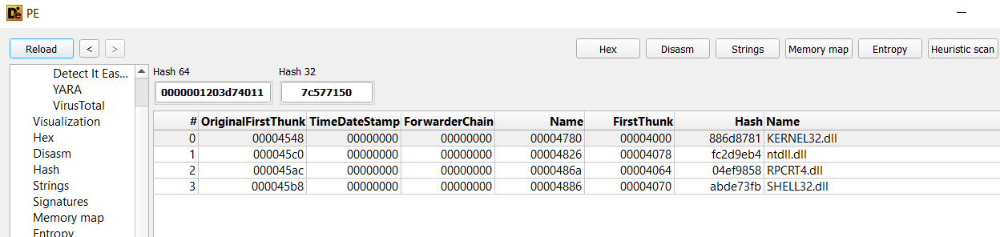 PE
Reload < > Hex Disasm Strings Memory map Entropy Heuristic scan
Detect It Eas...
YARA
VirusTotal
Visualization
Hex
Disasm
Hash
Strings
Signatures
Memory map
Entropy
Hash 64 Hash 32
0000001203d74011 7c577150
# OriginalFirstThunk TimeDateStamp ForwarderChain Name FirstThunk Hash Name
0 00004548 00000000 00000000 00004780 00004000 886d8781 KERNEL32.dll
1 000045c0 00000000 00000000 00004826 00004078 fc2d9eb4 ntdll.dll
2 000045ac 00000000 00000000 0000486a 00004064 04ef9858 RPCRT4.dll
3 000045b8 00000000 00000000 00004886 00004070 abde73fb SHELL32.dll